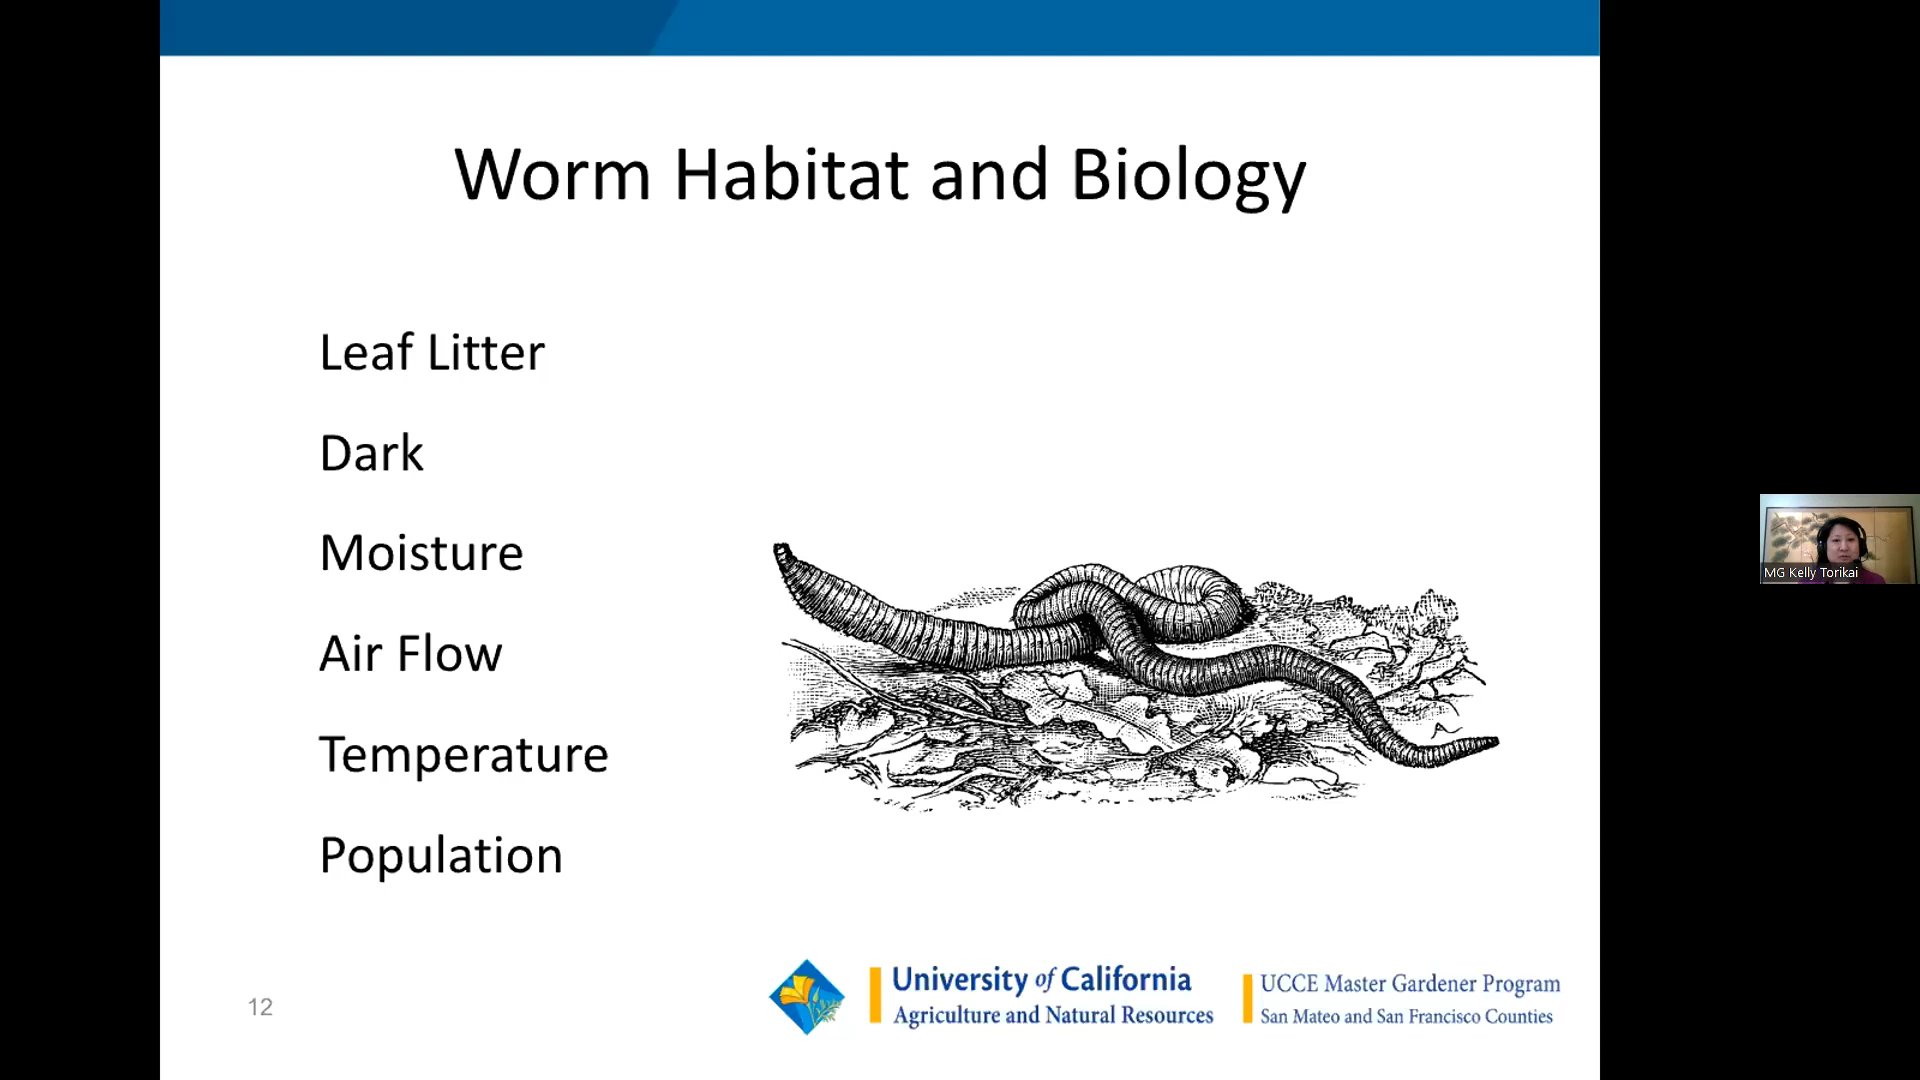 Worm Habitat and Biology
Leaf Litter
Dark
Moisture
Air Flow
Temperature
Population
MG Kelly Torikai
12
University of California
Agriculture and Natural Resources
UCCE Master Gardener Program
San Mateo and San Francisco Counties